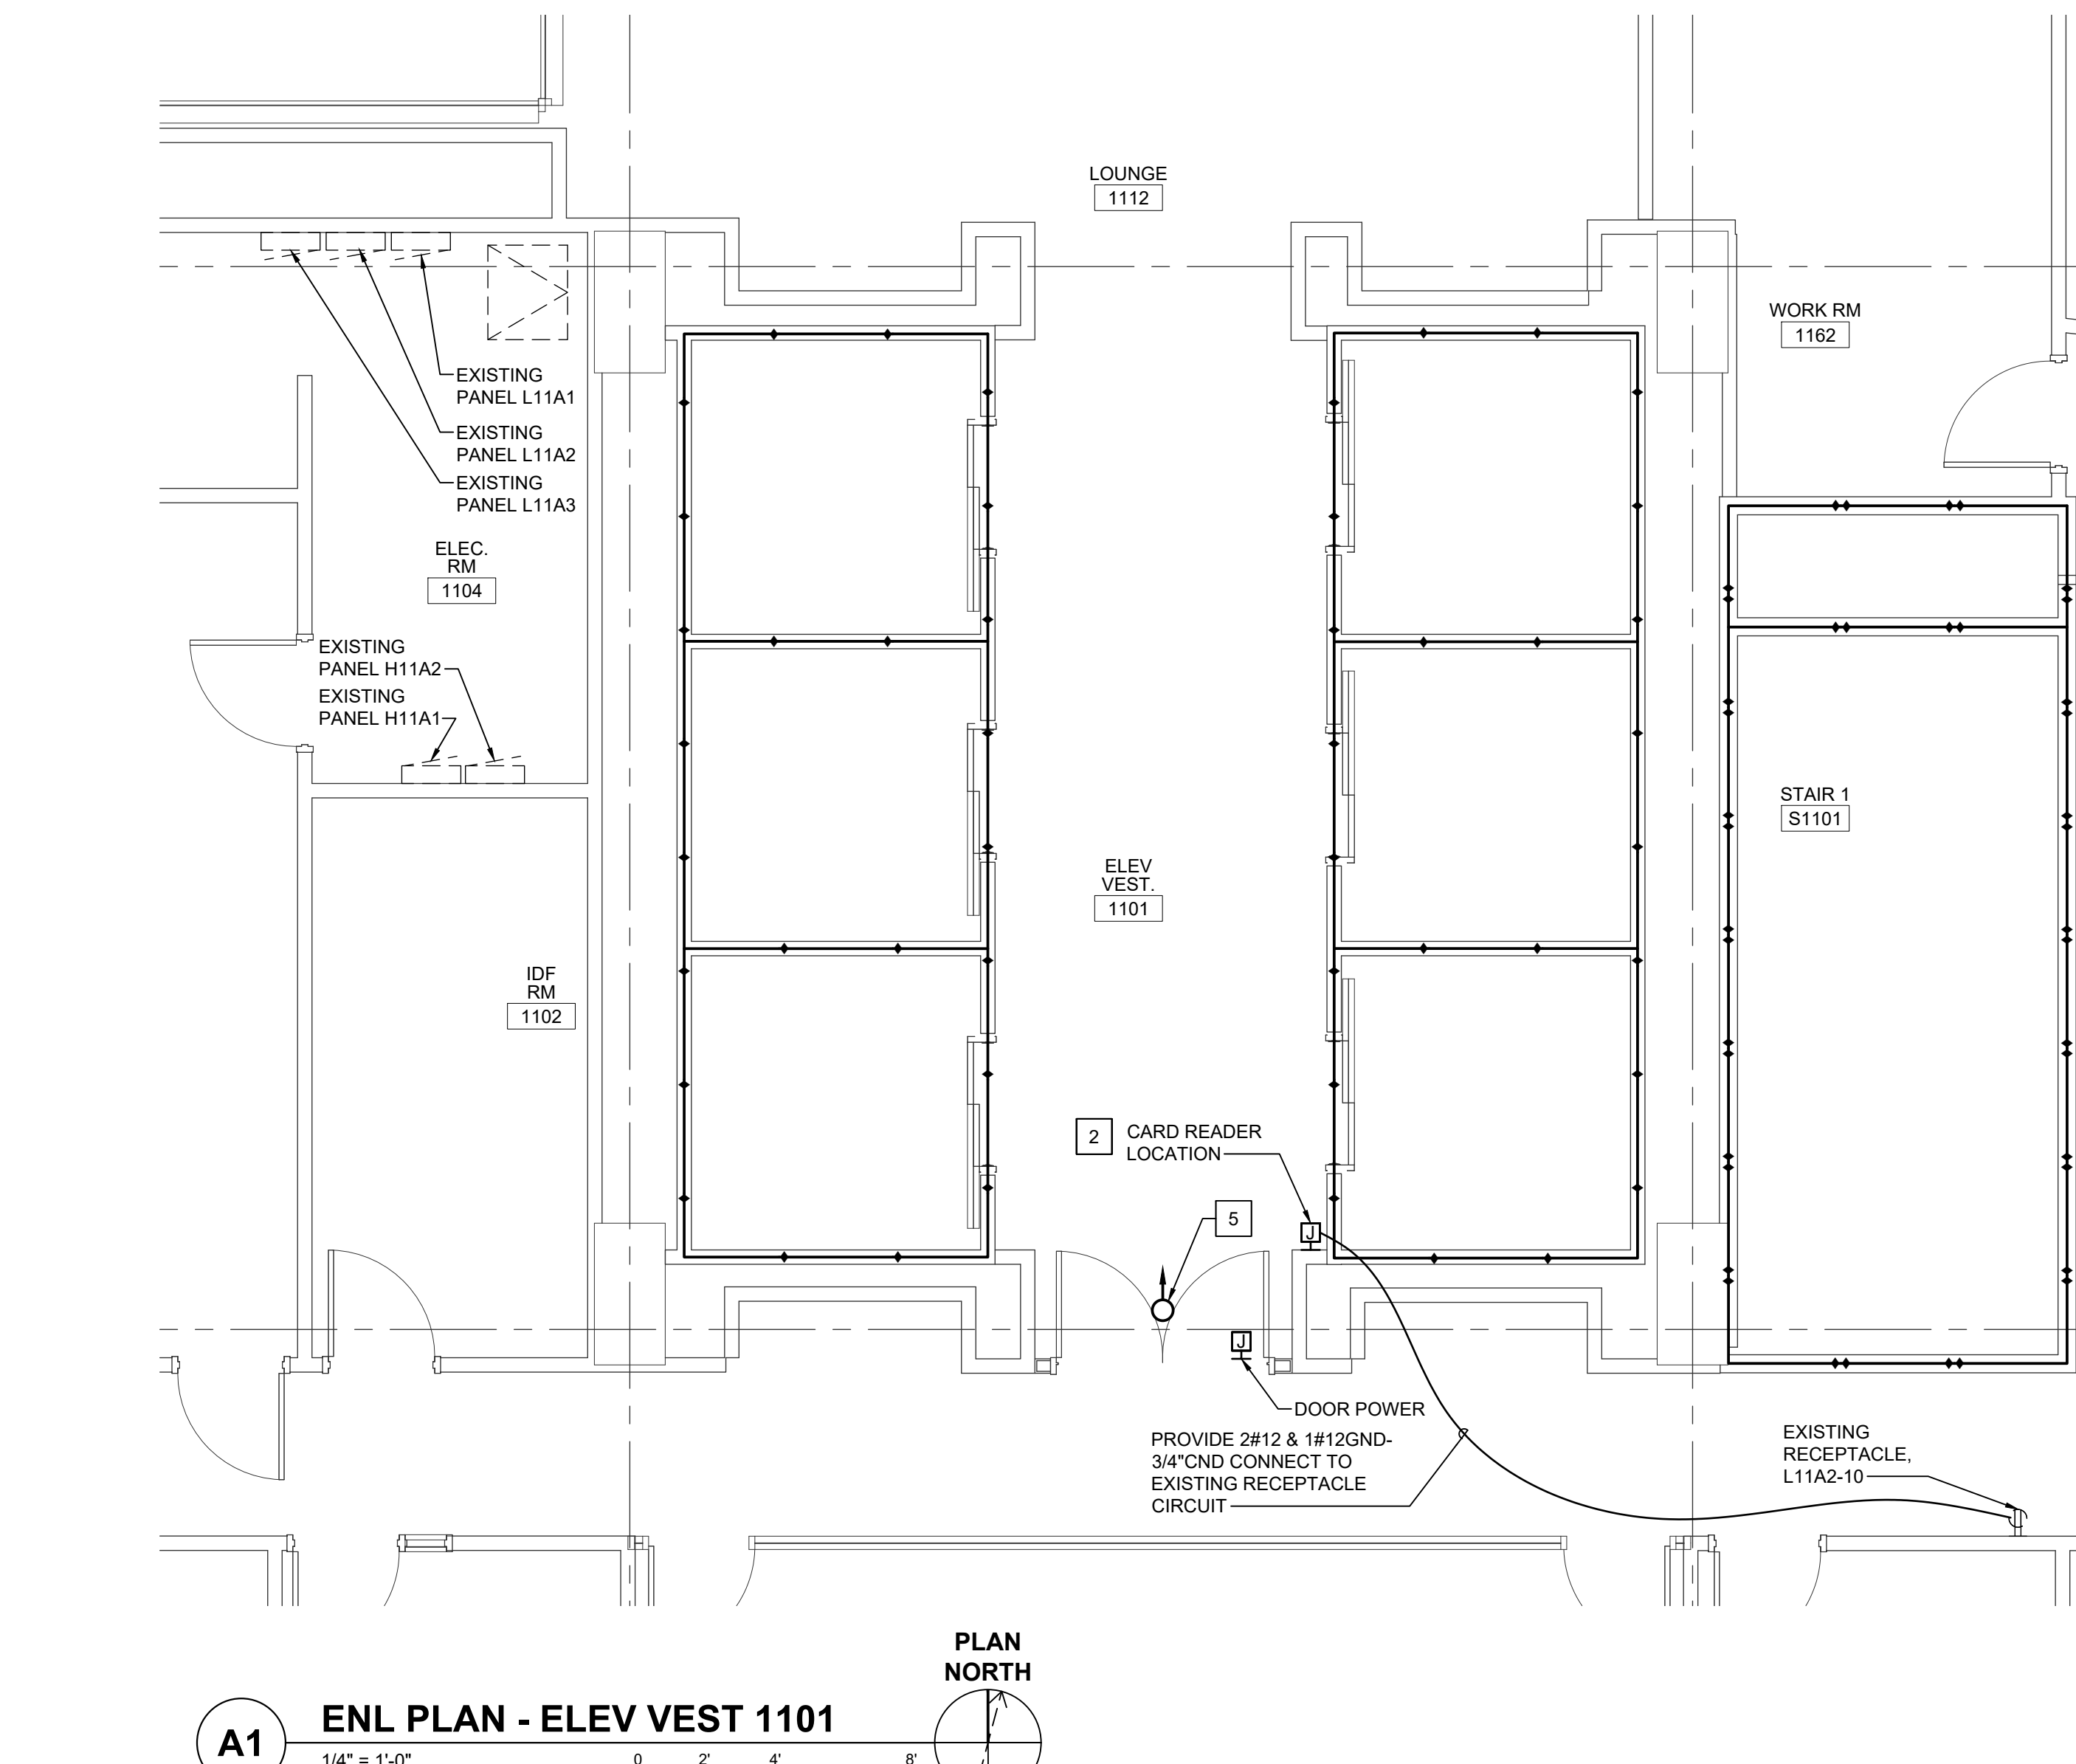 LOUNGE
1112
WORK RM
1162
EXISTING
PANEL L11A1
EXISTING
PANEL L11A2
EXISTING
PANEL L11A3
ELEC.
RM
1104
EXISTING
PANEL H11A2
EXISTING
PANEL H11A1
STAIR 1
S1101
ELEV
VEST.
1101
IDF
RM
1102
2
CARD READER
LOCATION
5
J
J
DOOR POWER
PROVIDE 2#12 & 1#12GND-
3/4"CND CONNECT TO
EXISTING RECEPTACLE
CIRCUIT
EXISTING
RECEPTACLE,
L11A2-10
PLAN
NORTH
A1
ENL PLAN - ELEV VEST 1101
1/4" = 1'-0"
0 2' 4' 8'